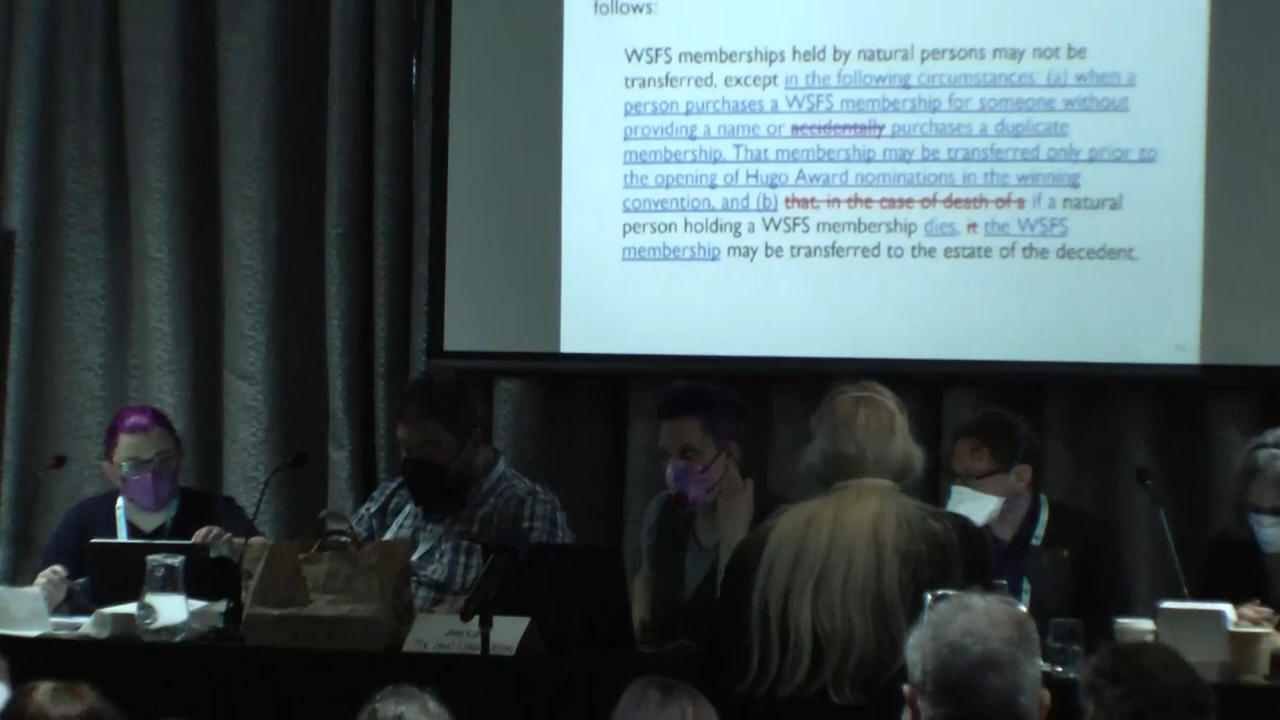 follows:
WSFS memberships held by natural persons may not be
transferred, except in the following circumstances: (a) when a
person purchases a WSFS membership for someone without
providing a name or accidentally purchases a duplicate
membership. That membership may be transferred only prior to
the opening of Hugo Award nominations in the winning
convention, and (b) that, in the case of death of a if a natural
person holding a WSFS membership dies, it the WSFS
membership may be transferred to the estate of the decedent.